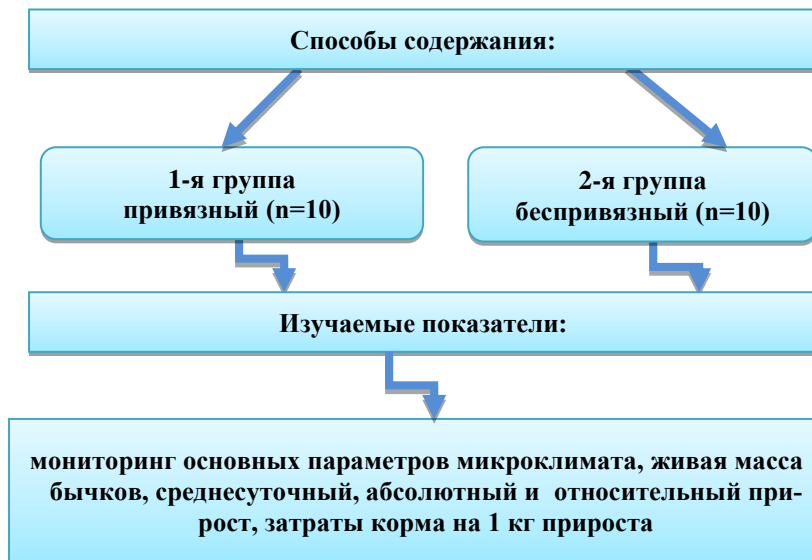 Способы содержания:
1-я группа
привязный (n=10)
2-я группа
беспривязный (n=10)
Изучаемые показатели:
мониторинг основных параметров микроклимата, живая масса
бычков, среднесуточный, абсолютный и относительный при-
рост, затраты корма на 1 кг прироста